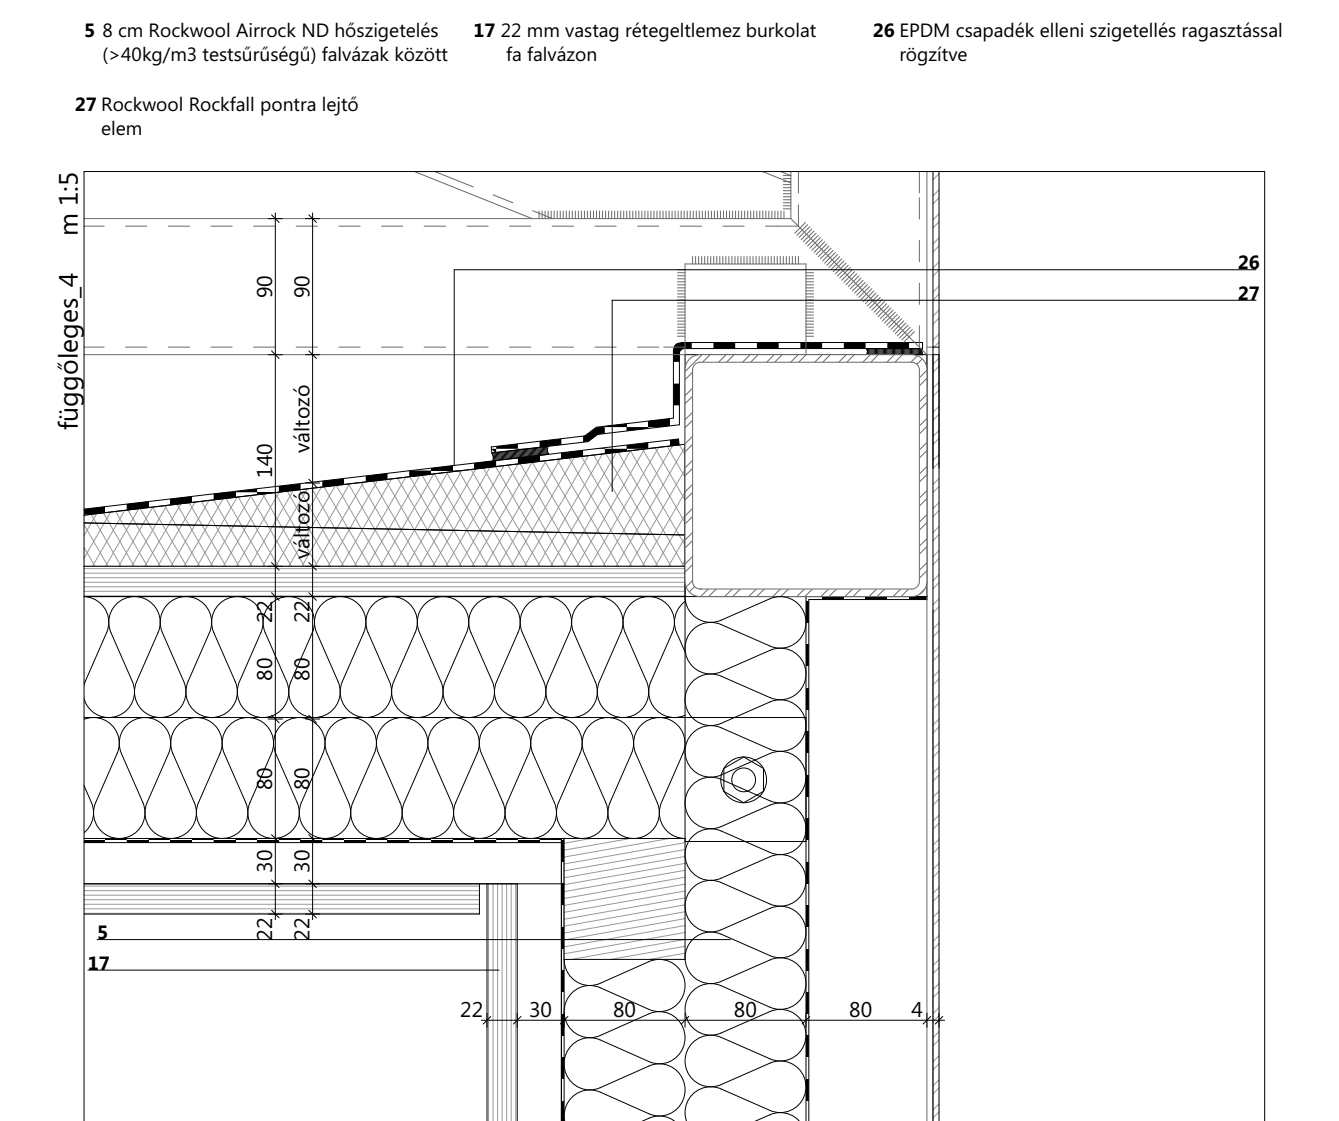 5 8 cm Rockwool Airrock ND hőszigetelés
(>40kg/m3 testsűrűségű) falvázak között
17 22 mm vastag rétegeltlemez burkolat
fa falvázon
26 EPDM csapadék elleni szigetellés ragasztással
rögzítve
27 Rockwool Rockfall pontra lejtő
elem
függőleges_4 m 1:5
90
90
26
27
140
változó
változó
22
22
80
80
80
80
30
30
22
22
5
17
22 30 80 80 80 4